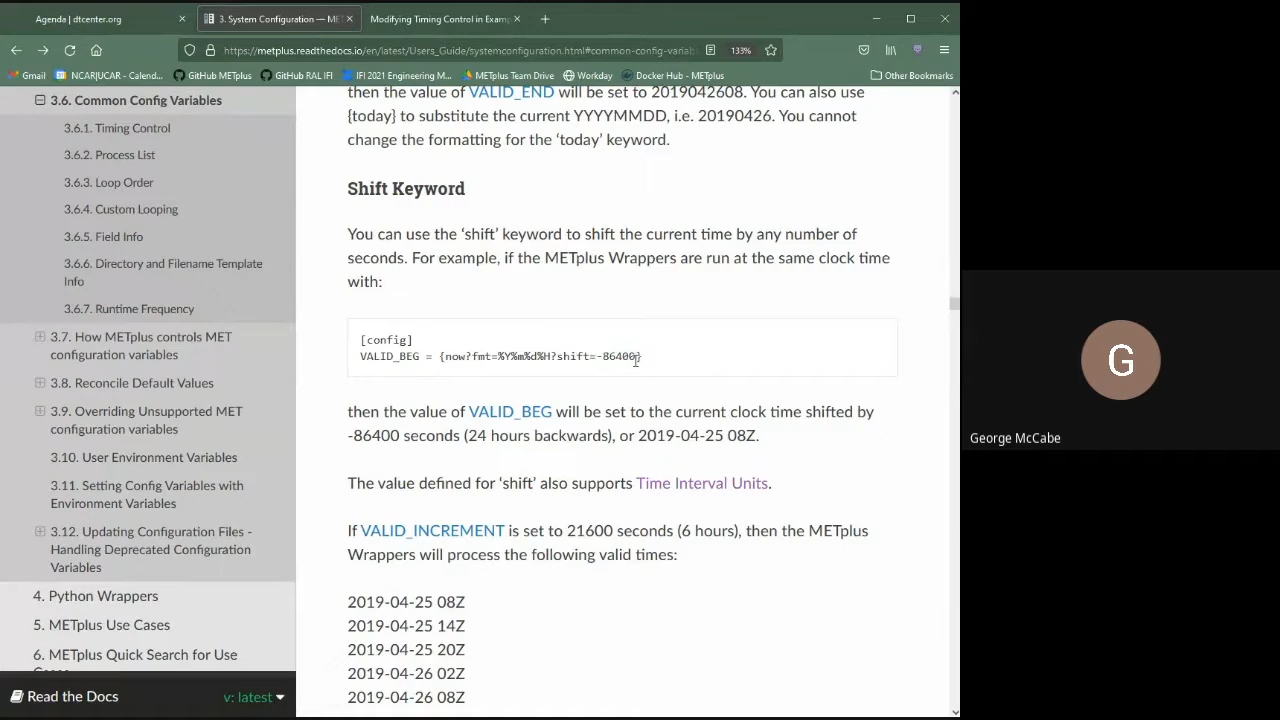 Agenda | dtcenter.org
3. System Configuration — MET
Modifying Timing Control in Examp
https://metplus.readthedocs.io/en/latest/Users_Guide/systemconfiguration.html#common-config-variab
133%
Gmail
NCAR|UCAR - Calend...
GitHub METplus
GitHub RAL IFI
IFI 2021 Engineering M...
METplus Team Drive
Workday
Docker Hub - METplus
Other Bookmarks
3.6. Common Config Variables
3.6.1. Timing Control
3.6.2. Process List
3.6.3. Loop Order
3.6.4. Custom Looping
3.6.5. Field Info
3.6.6. Directory and Filename Template
Info
3.6.7. Runtime Frequency
3.7. How METplus controls MET
configuration variables
3.8. Reconcile Default Values
3.9. Overriding Unsupported MET
configuration variables
3.10. User Environment Variables
3.11. Setting Config Variables with
Environment Variables
3.12. Updating Configuration Files -
Handling Deprecated Configuration
Variables
4. Python Wrappers
5. METplus Use Cases
6. METplus Quick Search for Use
Cases
Read the Docs
v: latest
then the value of VALID_END will be set to 2019042608. You can also use
{today} to substitute the current YYYYMMDD, i.e. 20190426. You cannot
change the formatting for the ‘today’ keyword.
Shift Keyword
You can use the ‘shift’ keyword to shift the current time by any number of
seconds. For example, if the METplus Wrappers are run at the same clock time
with:
[config]
VALID_BEG = {now?fmt=%Y%m%d%H?shift=-86400}
then the value of VALID_BEG will be set to the current clock time shifted by
-86400 seconds (24 hours backwards), or 2019-04-25 08Z.
The value defined for ‘shift’ also supports Time Interval Units.
If VALID_INCREMENT is set to 21600 seconds (6 hours), then the METplus
Wrappers will process the following valid times:
2019-04-25 08Z
2019-04-25 14Z
2019-04-25 20Z
2019-04-26 02Z
2019-04-26 08Z
G
George McCabe